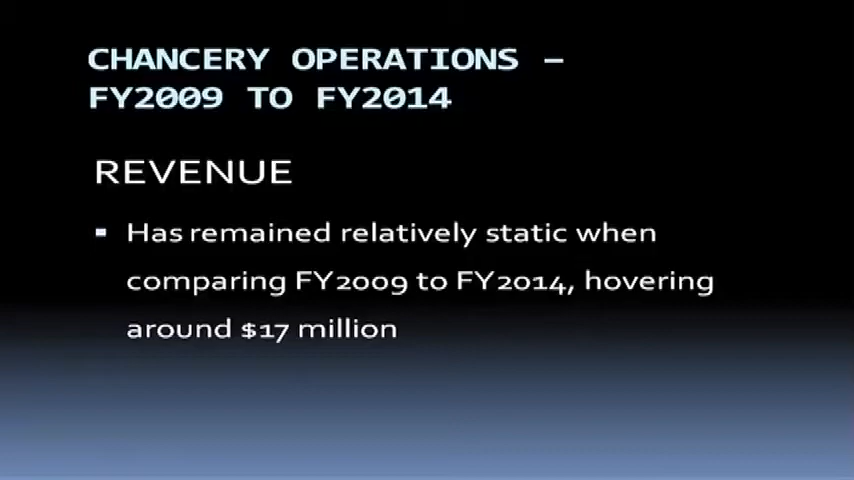 CHANCERY OPERATIONS –
FY2009 TO FY2014
REVENUE
▪ Has remained relatively static when
comparing FY2009 to FY2014, hovering
around $17 million